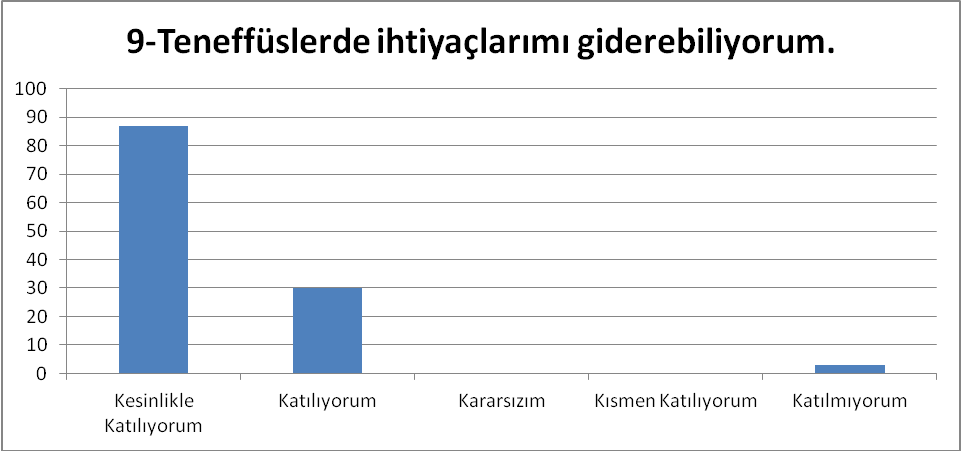 9-Teneffüslerde ihtiyaçlarımı giderebiliyorum.
100
90
80
70
60
50
40
30
20
10
0
Kesinlikle
Katılıyorum
Katılıyorum
Kararsızım
Kısmen Katılıyorum
Katılmıyorum